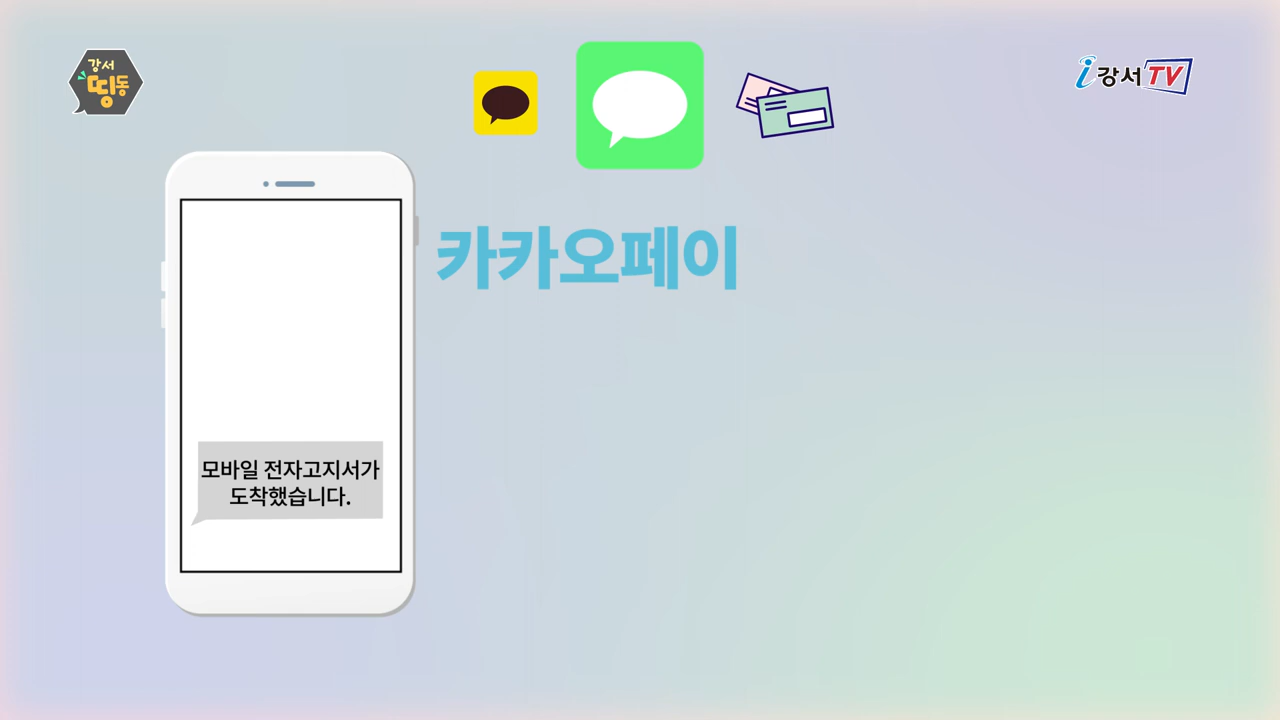 강서
띵동
i강서TV
카카오페이
모바일 전자고지서가
도착했습니다.